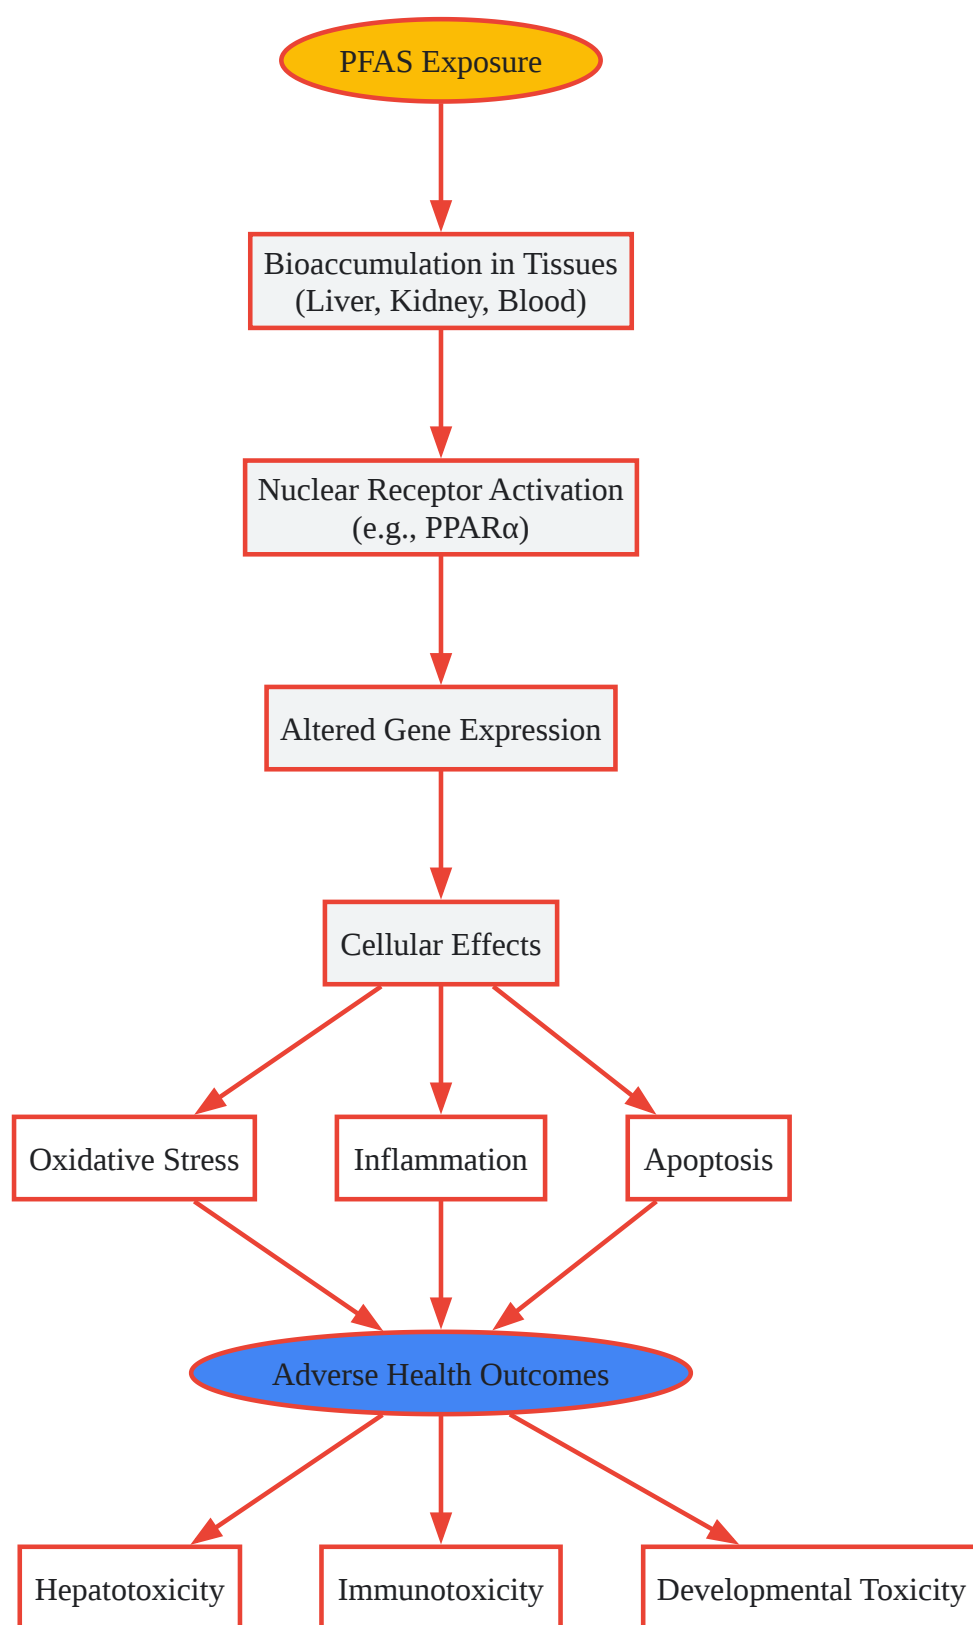 PFAS Exposure
Bioaccumulation in Tissues
(Liver, Kidney, Blood)
Nuclear Receptor Activation
(e.g., PPARα)
Altered Gene Expression
Cellular Effects
Oxidative Stress
Inflammation
Apoptosis
Adverse Health Outcomes
Hepatotoxicity
Immunotoxicity
Developmental Toxicity